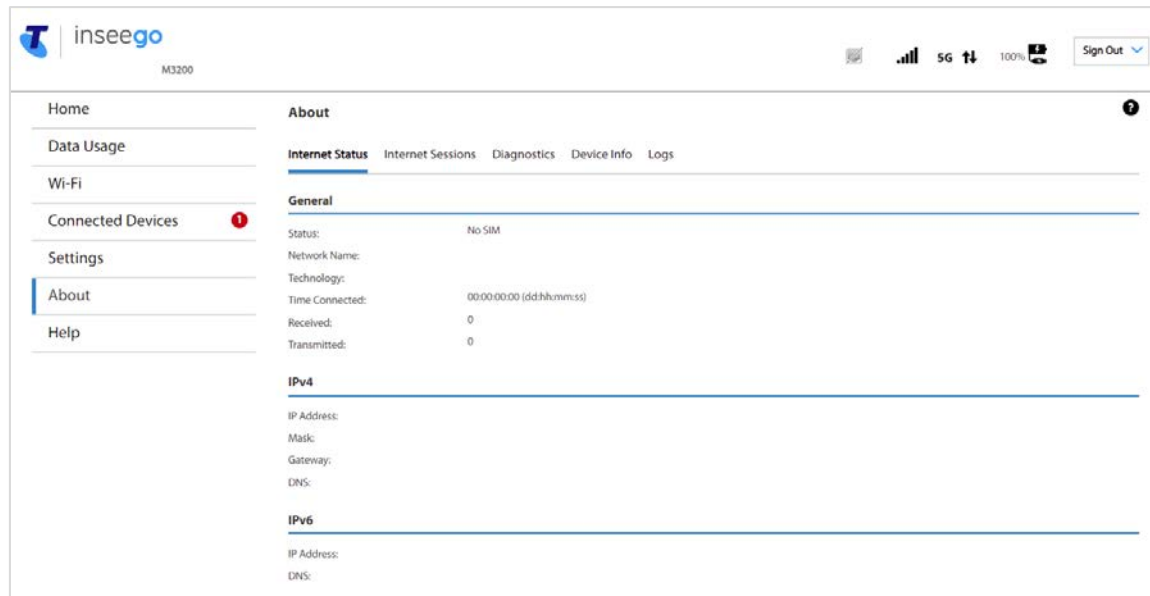 T inseego
M3200
5G 100% Sign Out
Home
Data Usage
Wi-Fi
Connected Devices 1
Settings
About
Help
About ?
Internet Status Internet Sessions Diagnostics Device Info Logs
General
Status: No SIM
Network Name:
Technology:
Time Connected: 00:00:00:00 (dd:hh:mm:ss)
Received: 0
Transmitted: 0
IPv4
IP Address:
Mask:
Gateway:
DNS:
IPv6
IP Address:
DNS: